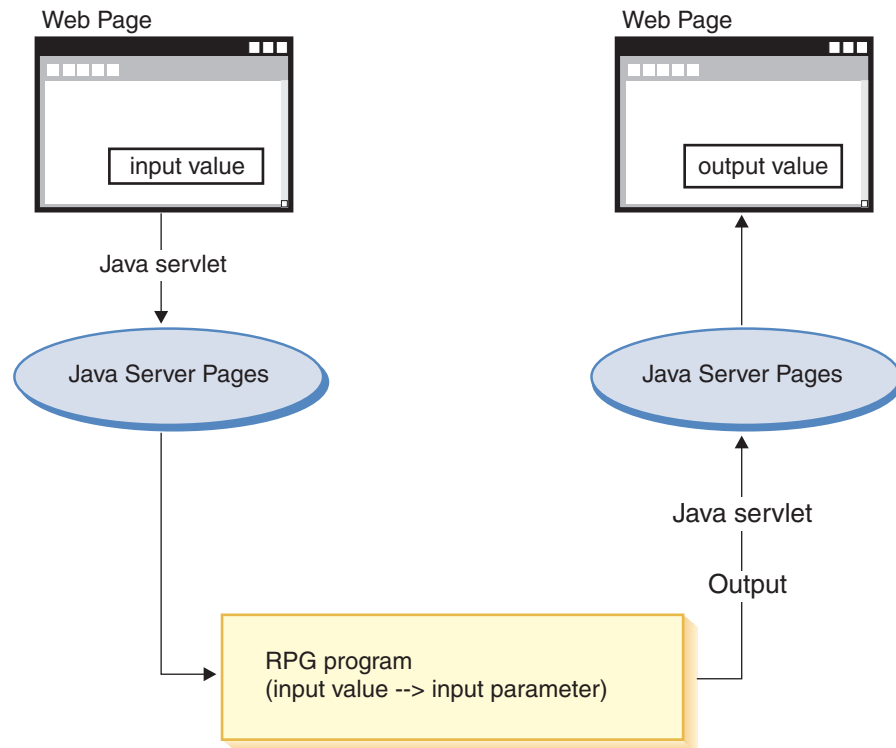 Web Page
Web Page
input value
output value
Java servlet
Java Server Pages
Java Server Pages
Java servlet
Output
RPG program
(input value --> input parameter)